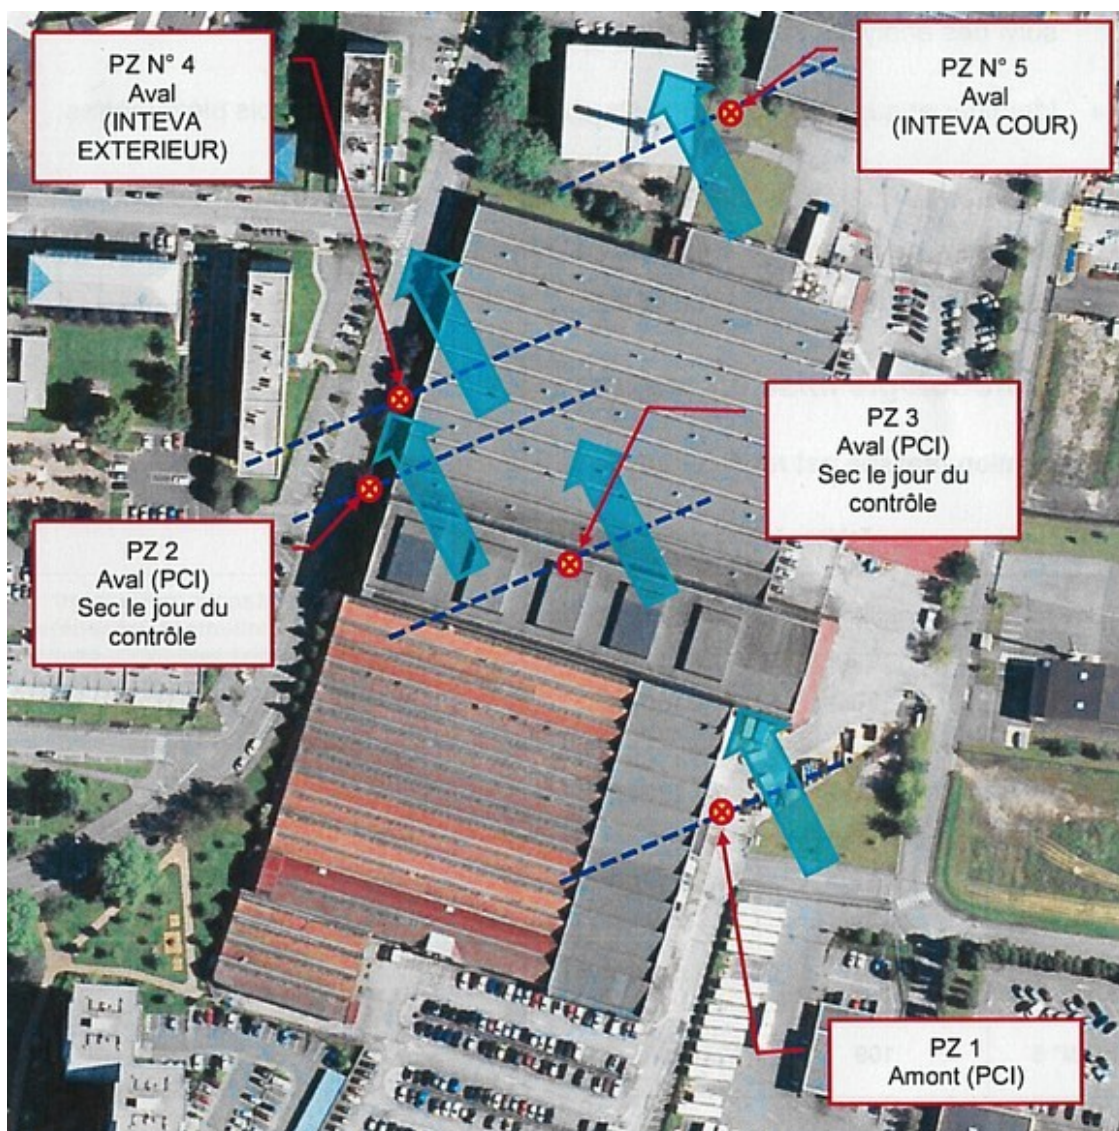 PZ N° 4
Aval
(INTEVA
EXTERIEUR)
PZ N° 5
Aval
(INTEVA COUR)
PZ 3
Aval (PCI)
Sec le jour du
contrôle
PZ 2
Aval (PCI)
Sec le jour du
contrôle
PZ 1
Amont (PCI)